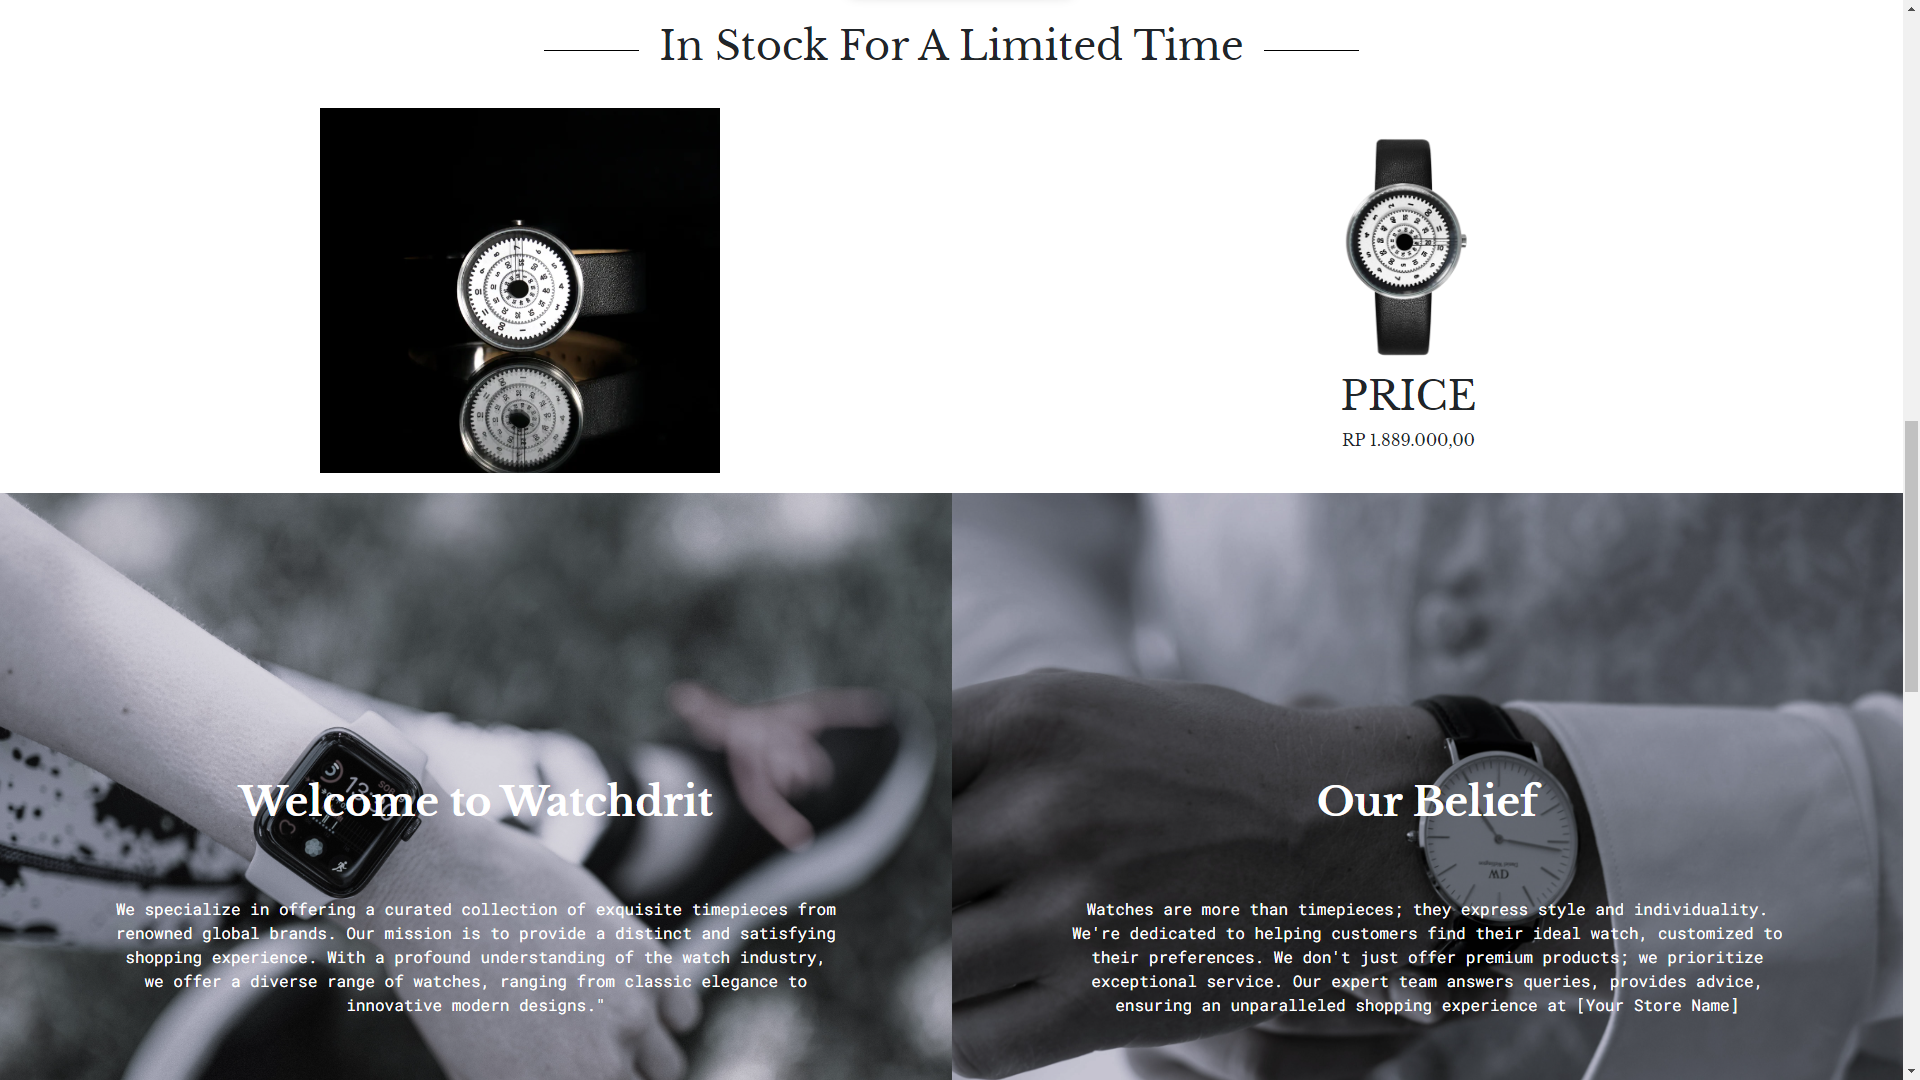 In Stock For A Limited Time
PRICE
RP 1.889.000,00
Welcome to Watchdrit
We specialize in offering a curated collection of exquisite timepieces from
renowned global brands. Our mission is to provide a distinct and satisfying
shopping experience. With a profound understanding of the watch industry,
we offer a diverse range of watches, ranging from classic elegance to
innovative modern designs."
Our Belief
Watches are more than timepieces; they express style and individuality.
We're dedicated to helping customers find their ideal watch, customized to
their preferences. We don't just offer premium products; we prioritize
exceptional service. Our expert team answers queries, provides advice,
ensuring an unparalleled shopping experience at [Your Store Name]